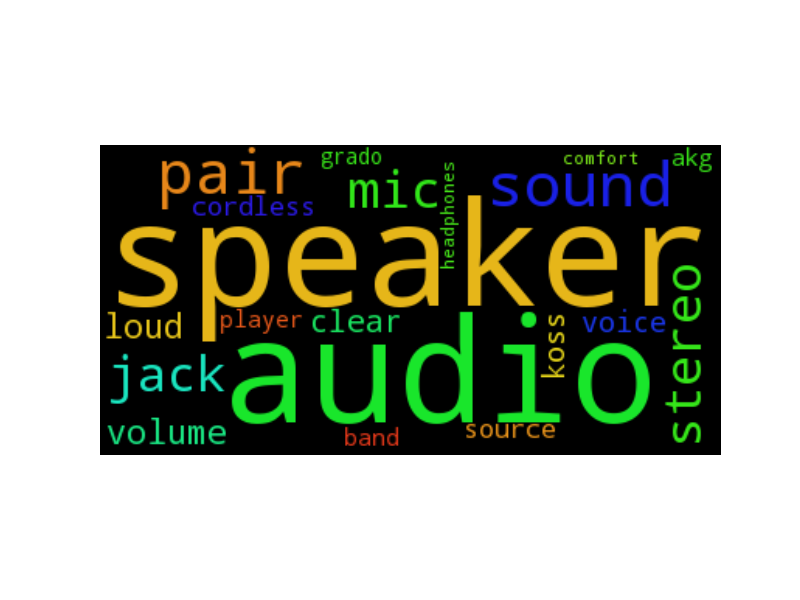 grado
comfort
akg
pair
mic
headphones
sound
cordless
speaker
loud
player
clear
koss
voice
stereo
jack
audio
volume
band
source